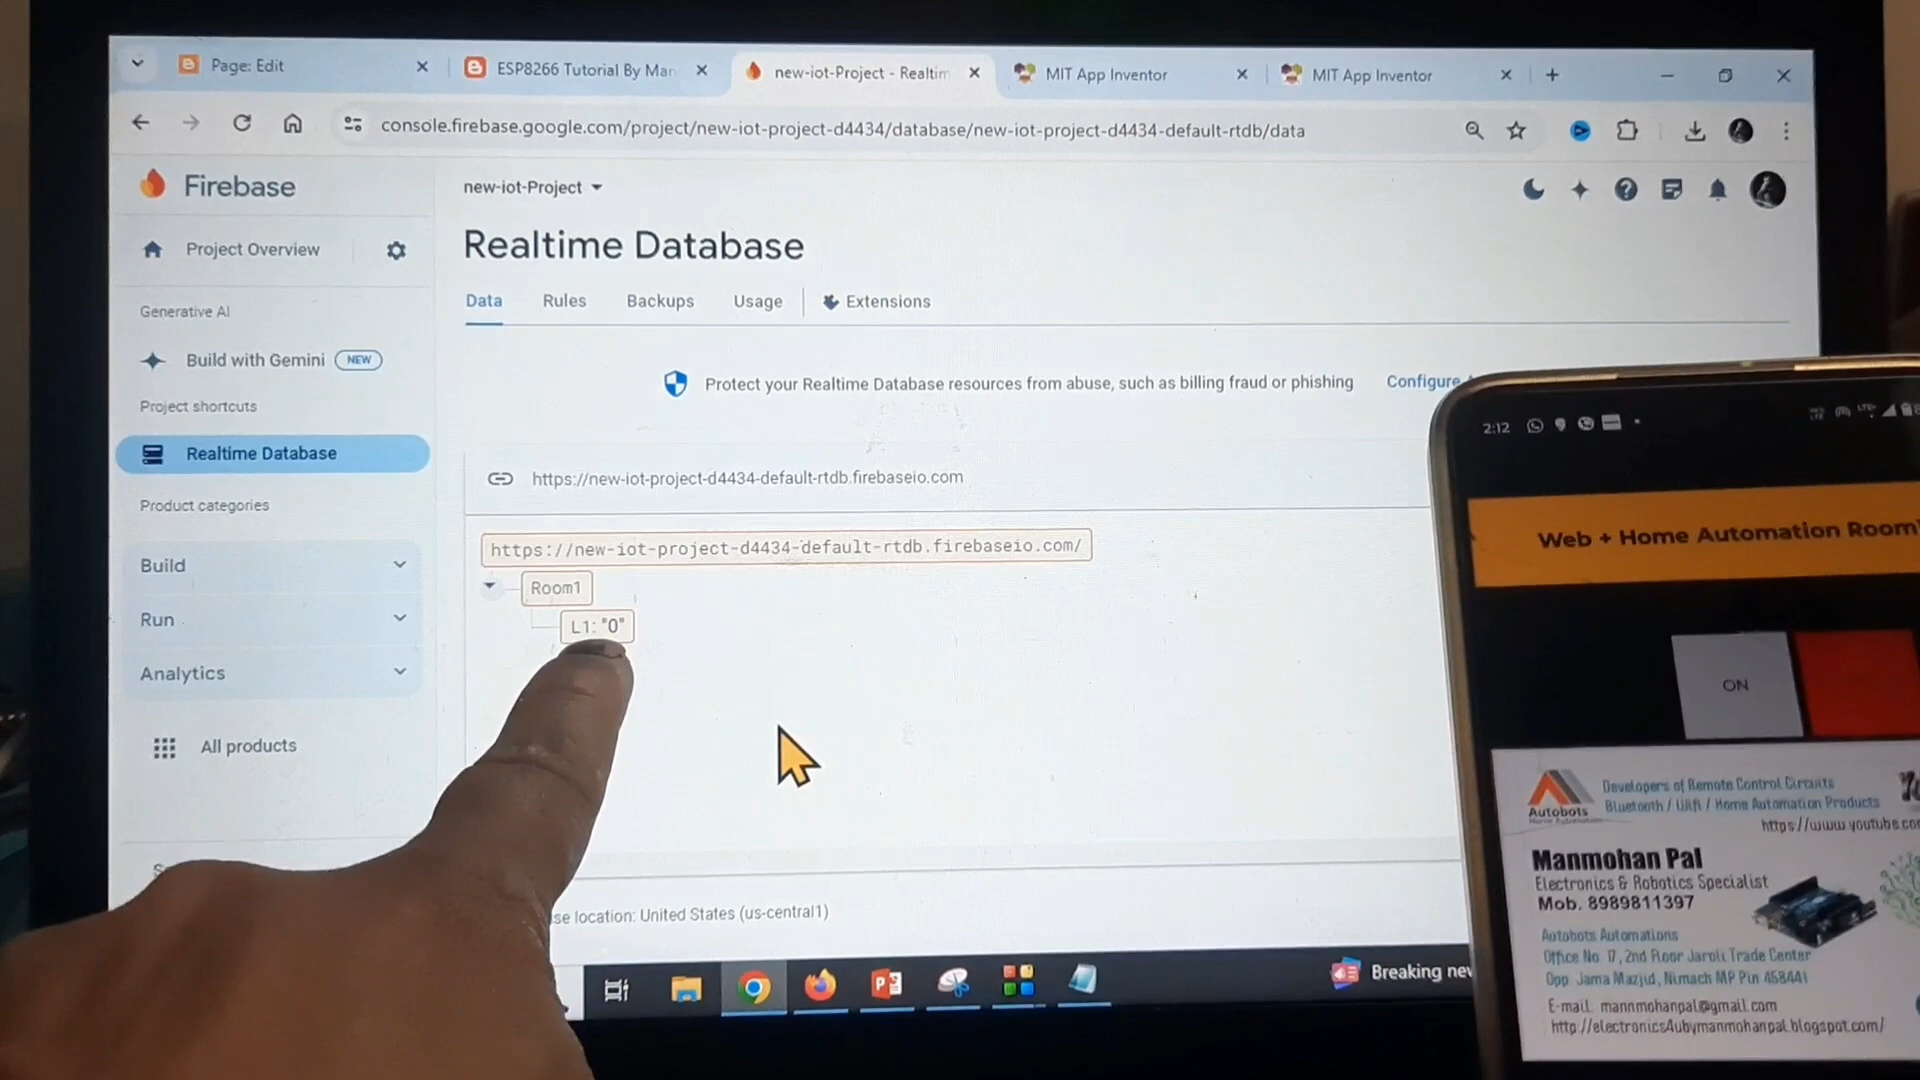 Page: Edit
ESP8266 Tutorial By Mar
new-iot-Project - Realtim
MIT App Inventor
MIT App Inventor
console.firebase.google.com/project/new-iot-project-d4434/database/new-iot-project-d4434-default-rtdb/data
Firebase
new-iot-Project
Project Overview
Realtime Database
Generative AI
Data
Rules
Backups
Usage
Extensions
Build with Gemini
NEW
Project shortcuts
Protect your Realtime Database resources from abuse, such as billing fraud or phishing
Configure
Realtime Database
https://new-iot-project-d4434-default-rtdb.firebaseio.com
Product categories
https://new-iot-project-d4434-default-rtdb.firebaseio.com/
Build
Room1
Run
L1: "0"
Analytics
All products
se location: United States (us-central1)
Breaking nev
2:12
Web + Home Automation Room
ON
Autobots
Developers of Remote Control Circuits
Bluetooth / Wifi / Home Automation Products
https://www.youtube.co
Manmohan Pal
Electronics & Robotics Specialist
Mob. 8989811397
Autobots Automations
Office No. 17, 2nd Floor Jaroli Trade Center
Opp. Jama Mazjid, Nimach MP Pin 458441
E-mail: mannmohanpal@gmail.com
http://electronics4ubymanmohanpal.blogspot.com/